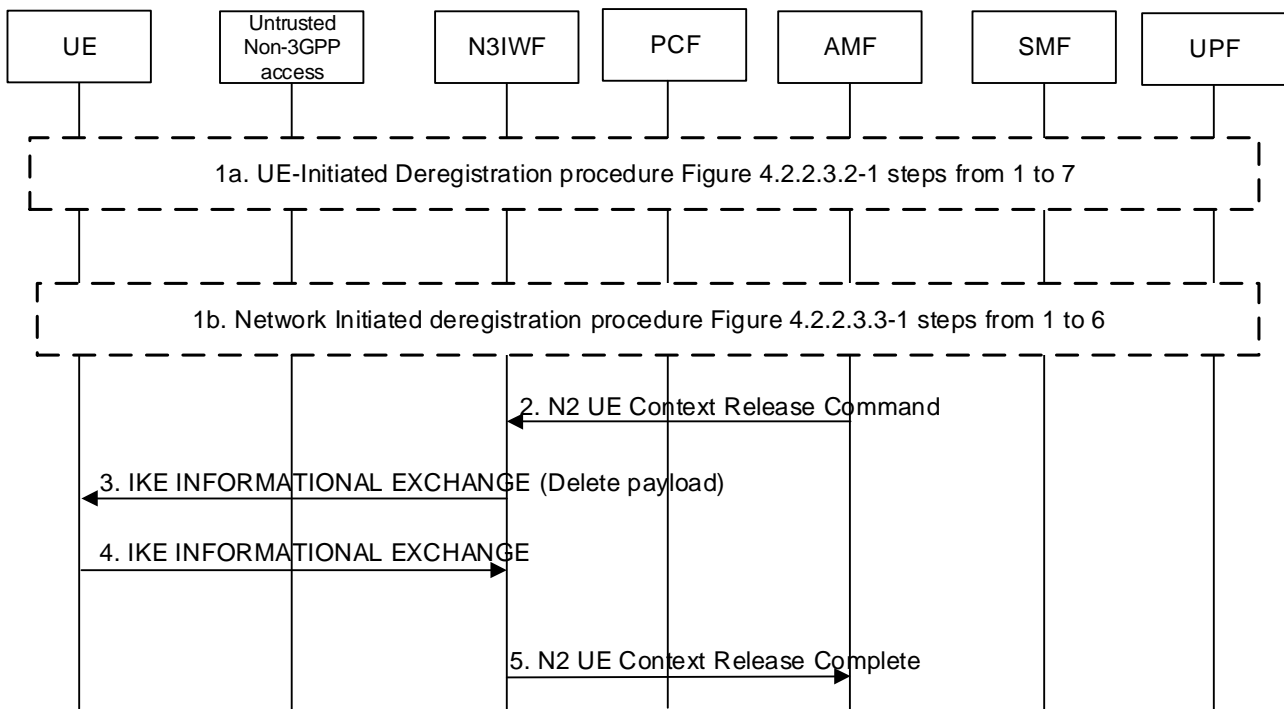 UE
Untrusted
Non-3GPP
access
N3IWF
PCF
AMF
SMF
UPF
1a. UE-Initiated Deregistration procedure Figure 4.2.2.3.2-1 steps from 1 to 7
1b. Network Initiated deregistration procedure Figure 4.2.2.3.3-1 steps from 1 to 6
2. N2 UE Context Release Command
3. IKE INFORMATIONAL EXCHANGE (Delete payload)
4. IKE INFORMATIONAL EXCHANGE
5. N2 UE Context Release Complete